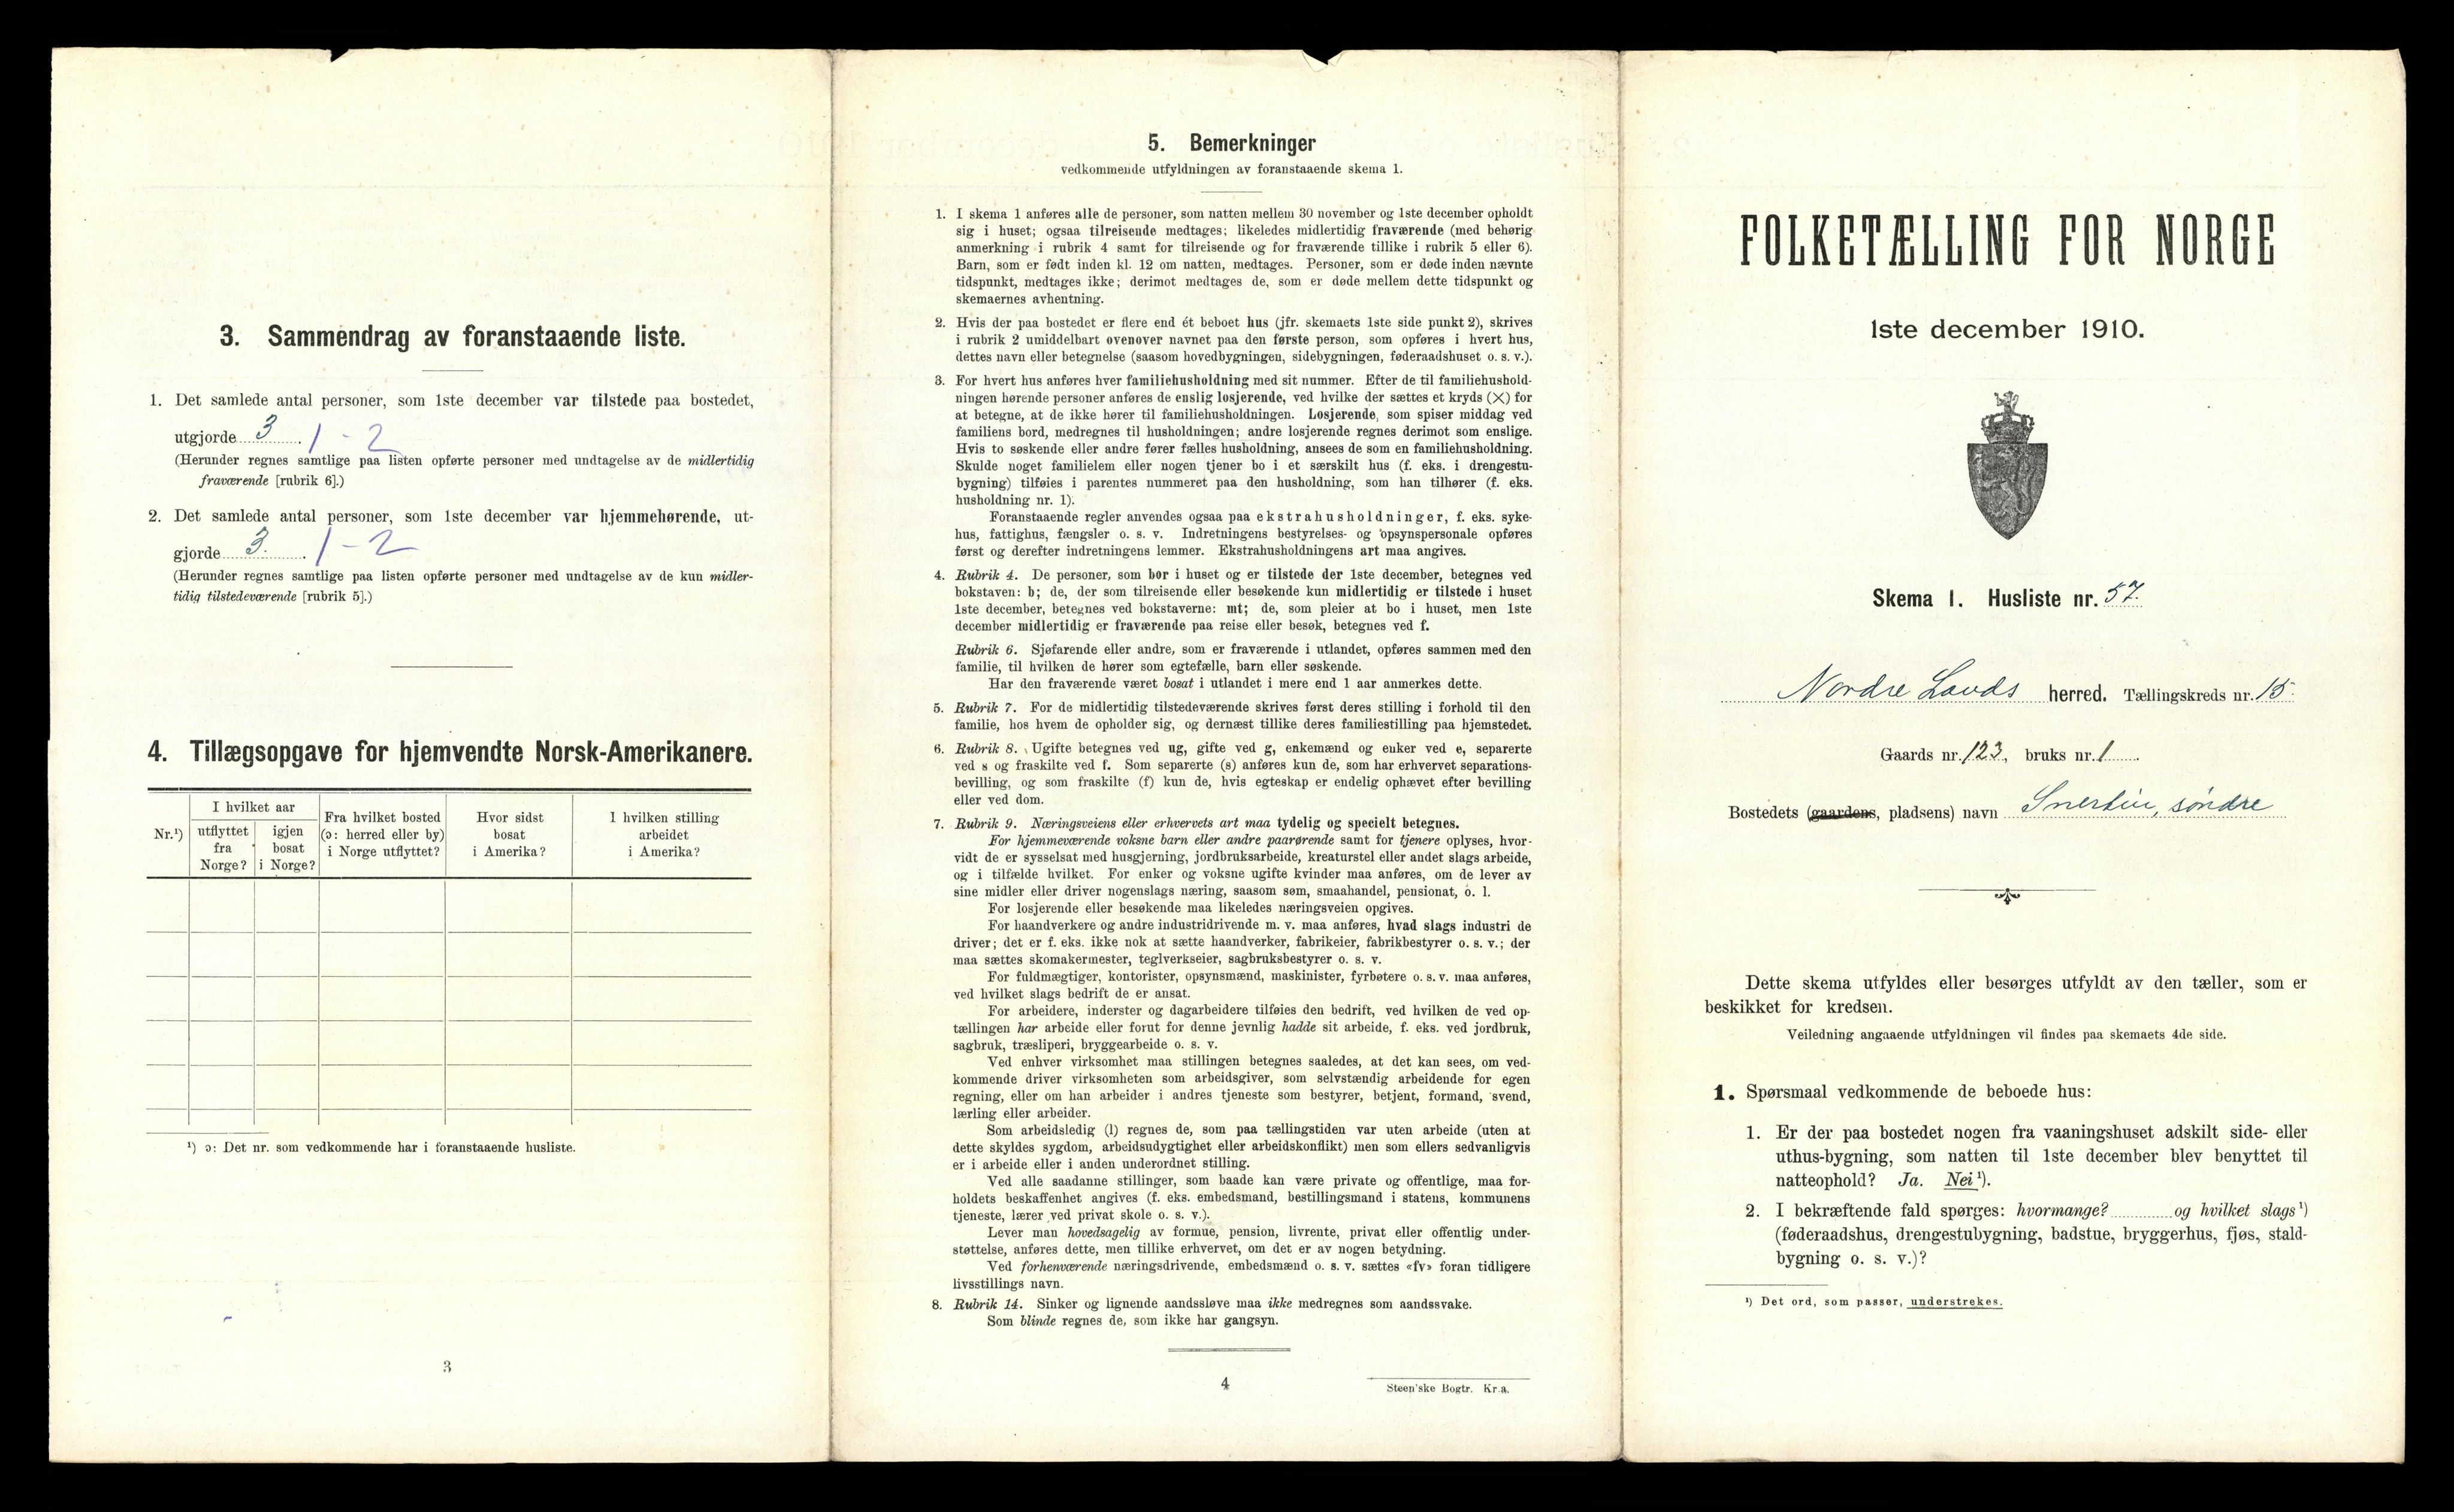 3. Sammendrag av foranstaaende liste.
1. Det samlede antal personer, som 1ste december var tilstede paa bostedet,
utgjorde 3. 1 - 2
(Herunder regnes samtlige paa listen opførte personer med undtagelse av de midlertidig
fraværende [rubrik 6].)
2. Det samlede antal personer, som 1ste december var hjemmehørende, ut-
gjorde 3. 1 - 2
(Herunder regnes samtlige paa listen opførte personer med undtagelse av de kun midler-
tidig tilstedeværende [rubrik 5].)
4. Tillægsopgave for hjemvendte Norsk-Amerikanere.
Nr.¹)
I hvilket aar
utflyttet
fra
Norge?
igjen
bosat
i Norge?
Fra hvilket bosted
(ɔ: herred eller by)
i Norge utflyttet?
Hvor sidst
bosat
i Amerika?
I hvilken stilling
arbeidet
i Amerika?
¹) ɔ: Det nr. som vedkommende har i foranstaaende husliste.
3
5. Bemerkninger
vedkommende utfyldningen av foranstaaende skema 1.
1. I skema 1 anføres alle de personer, som natten mellem 30 november og 1ste december opholdt
sig i huset; ogsaa tilreisende medtages; likeledes midlertidig fraværende (med behørig
anmerkning i rubrik 4 samt for tilreisende og for fraværende tillike i rubrik 5 eller 6).
Barn, som er født inden kl. 12 om natten, medtages. Personer, som er døde inden nævnte
tidspunkt, medtages ikke; derimot medtages de, som er døde mellem dette tidspunkt og
skemaernes avhentning.
2. Hvis der paa bostedet er flere end ét beboet hus (jfr. skemaets 1ste side punkt 2), skrives
i rubrik 2 umiddelbart ovenover navnet paa den første person, som opføres i hvert hus,
dettes navn eller betegnelse (saasom hovedbygningen, sidebygningen, føderaadshuset o. s. v.).
3. For hvert hus anføres hver familiehusholdning med sit nummer. Efter de til familiehushold-
ningen hørende personer anføres de enslig losjerende, ved hvilke der sættes et kryds (×) for
at betegne, at de ikke hører til familiehusholdningen. Losjerende, som spiser middag ved
familiens bord, medregnes til husholdningen; andre losjerende regnes derimot som enslige.
Hvis to søskende eller andre fører fælles husholdning, ansees de som en familiehusholdning.
Skulde noget familielem eller nogen tjener bo i et særskilt hus (f. eks. i drengestu-
bygning) tilføies i parentes nummeret paa den husholdning, som han tilhører (f. eks.
husholdning nr. 1).
Foranstaaende regler anvendes ogsaa paa ekstrahusholdninger, f. eks. syke-
hus, fattighus, fængsler o. s. v. Indretningens bestyrelses- og opsynspersonale opføres
først og derefter indretningens lemmer. Ekstrahusholdningens art maa angives.
4. Rubrik 4. De personer, som bor i huset og er tilstede der 1ste december, betegnes ved
bokstaven: b; de, der som tilreisende eller besøkende kun midlertidig er tilstede i huset
1ste december, betegnes ved bokstaverne: mt; de, som pleier at bo i huset, men 1ste
december midlertidig er fraværende paa reise eller besøk, betegnes ved f.
Rubrik 6. Sjøfarende eller andre, som er fraværende i utlandet, opføres sammen med den
familie, til hvilken de hører som egtefælle, barn eller søskende.
Har den fraværende været bosat i utlandet i mere end 1 aar anmerkes dette.
5. Rubrik 7. For de midlertidig tilstedeværende skrives først deres stilling i forhold til den
familie, hos hvem de opholder sig, og dernæst tillike deres familiestilling paa hjemstedet.
6. Rubrik 8. Ugifte betegnes ved ug, gifte ved g, enkemænd og enker ved e, separerte
ved s og fraskilte ved f. Som separerte (s) anføres kun de, som har erhvervet separations-
bevilling, og som fraskilte (f) kun de, hvis egteskap er endelig ophævet efter bevilling
eller ved dom.
7. Rubrik 9. Næringsveiens eller erhvervets art maa tydelig og specielt betegnes.
For hjemmeværende voksne barn eller andre paarørende samt for tjenere oplyses, hvor-
vidt de er sysselsat med husgjerning, jordbruksarbeide, kreaturstel eller andet slags arbeide,
og i tilfælde hvilket. For enker og voksne ugifte kvinder maa anføres, om de lever av
sine midler eller driver nogenslags næring, saasom søm, smaahandel, pensionat, o. l.
For losjerende eller besøkende maa likeledes næringsveien opgives.
For haandverkere og andre industridrivende m. v. maa anføres, hvad slags industri de
driver; det er f. eks. ikke nok at sætte haandverker, fabrikeier, fabrikbestyrer o. s. v.; der
maa sættes skomakermester, teglverkseier, sagbruksbestyrer o. s. v.
For fuldmægtiger, kontorister, opsynsmænd, maskinister, fyrbøtere o. s. v. maa anføres,
ved hvilket slags bedrift de er ansat.
For arbeidere, inderster og dagarbeidere tilføies den bedrift, ved hvilken de ved op-
tællingen har arbeide eller forut for denne jevnlig hadde sit arbeide, f. eks. ved jordbruk,
sagbruk, træsliperi, bryggearbeide o. s. v.
Ved enhver virksomhet maa stillingen betegnes saaledes, at det kan sees, om ved-
kommende driver virksomheten som arbeidsgiver, som selvstændig arbeidende for egen
regning, eller om han arbeider i andres tjeneste som bestyrer, betjent, formand, svend,
lærling eller arbeider.
Som arbeidsledig (l) regnes de, som paa tællingstiden var uten arbeide (uten at
dette skyldes sygdom, arbeidsudygtighet eller arbeidskonflikt) men som ellers sedvanligvis
er i arbeide eller i anden underordnet stilling.
Ved alle saadanne stillinger, som baade kan være private og offentlige, maa for-
holdets beskaffenhet angives (f. eks. embedsmand, bestillingsmand i statens, kommunens
tjeneste, lærer ved privat skole o. s. v.).
Lever man hovedsagelig av formue, pension, livrente, privat eller offentlig under-
støttelse, anføres dette, men tillike erhvervet, om det er av nogen betydning.
Ved forhenværende næringsdrivende, embedsmænd o. s. v. sættes «fv» foran tidligere
livsstillings navn.
8. Rubrik 14. Sinker og lignende aandssløve maa ikke medregnes som aandssvake.
Som blinde regnes de, som ikke har gangsyn.
4
Steen'ske Bogtr. Kr.a.
FOLKETÆLLING FOR NORGE
1ste december 1910.
Skema 1. Husliste nr. 57.
Nordre Lands herred. Tællingskreds nr. 15.
Gaards nr. 123, bruks nr. 1
Bostedets (gaardens, pladsens) navn søndre
Dette skema utfyldes eller besørges utfyldt av den tæller, som er
beskikket for kredsen.
Veiledning angaaende utfyldningen vil findes paa skemaets 4de side.
1. Spørsmaal vedkommende de beboede hus:
1. Er der paa bostedet nogen fra vaaningshuset adskilt side- eller
uthus-bygning, som natten til 1ste december blev benyttet til
natteophold? Ja. Nei¹).
2. I bekræftende fald spørges: hvormange? og hvilket slags¹)
(føderaadshus, drengestubygning, badstue, bryggerhus, fjøs, stald-
bygning o. s. v.)?
¹) Det ord, som passer, understrekes.